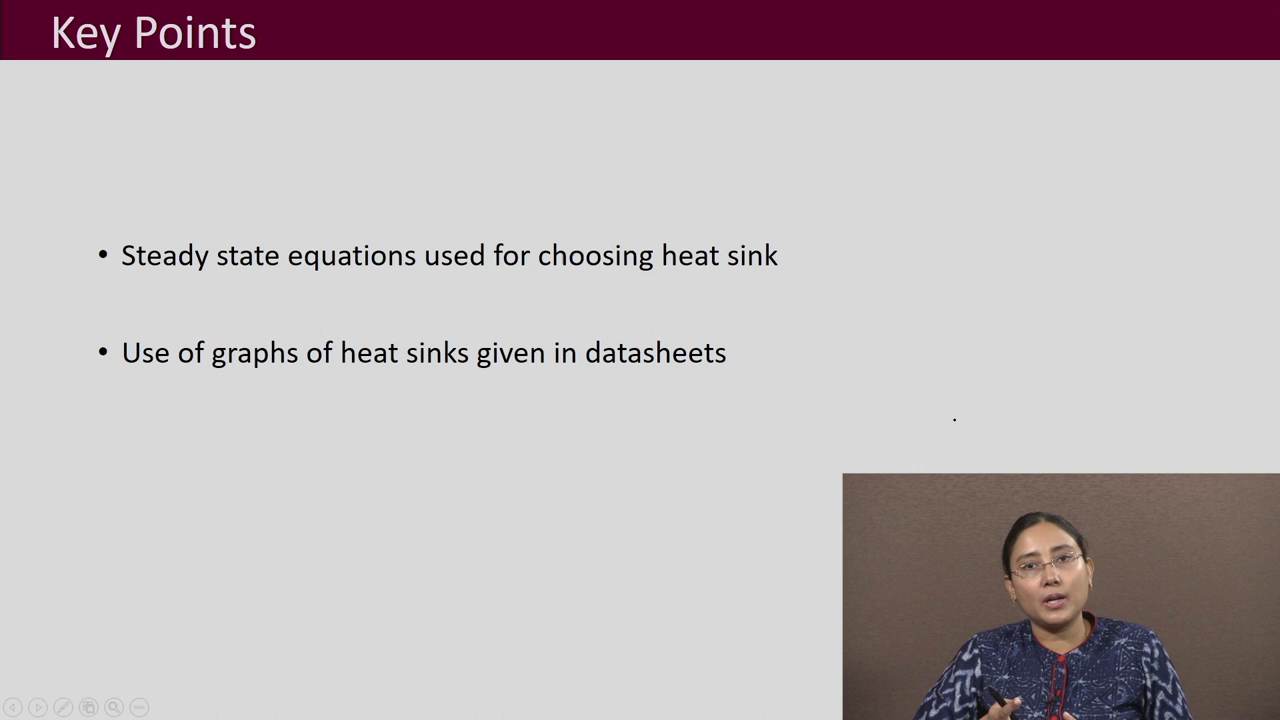 Key Points
• Steady state equations used for choosing heat sink
• Use of graphs of heat sinks given in datasheets